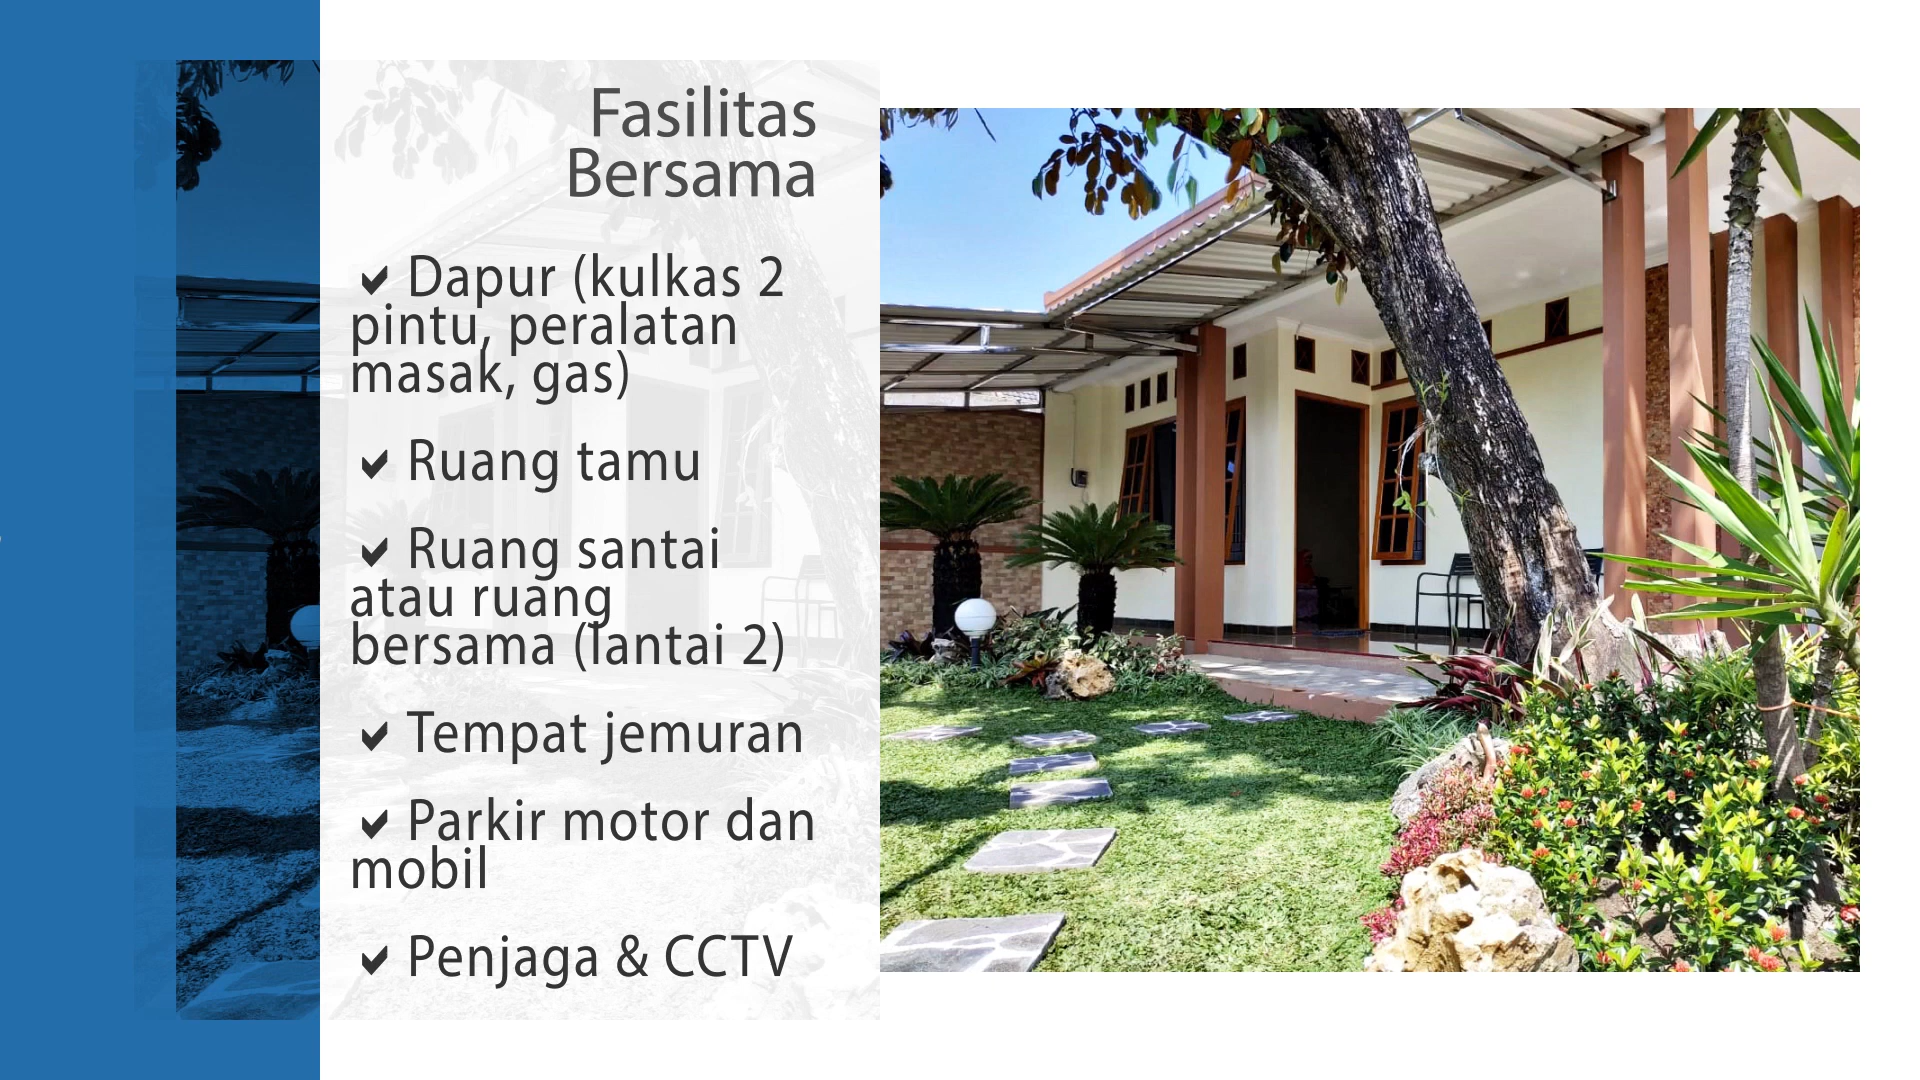 Fasilitas
Bersama
✔ Dapur (kulkas 2
pintu, peralatan
masak, gas)
✔ Ruang tamu
✔ Ruang santai
atau ruang
bersama (lantai 2)
✔ Tempat jemuran
✔ Parkir motor dan
mobil
✔ Penjaga & CCTV